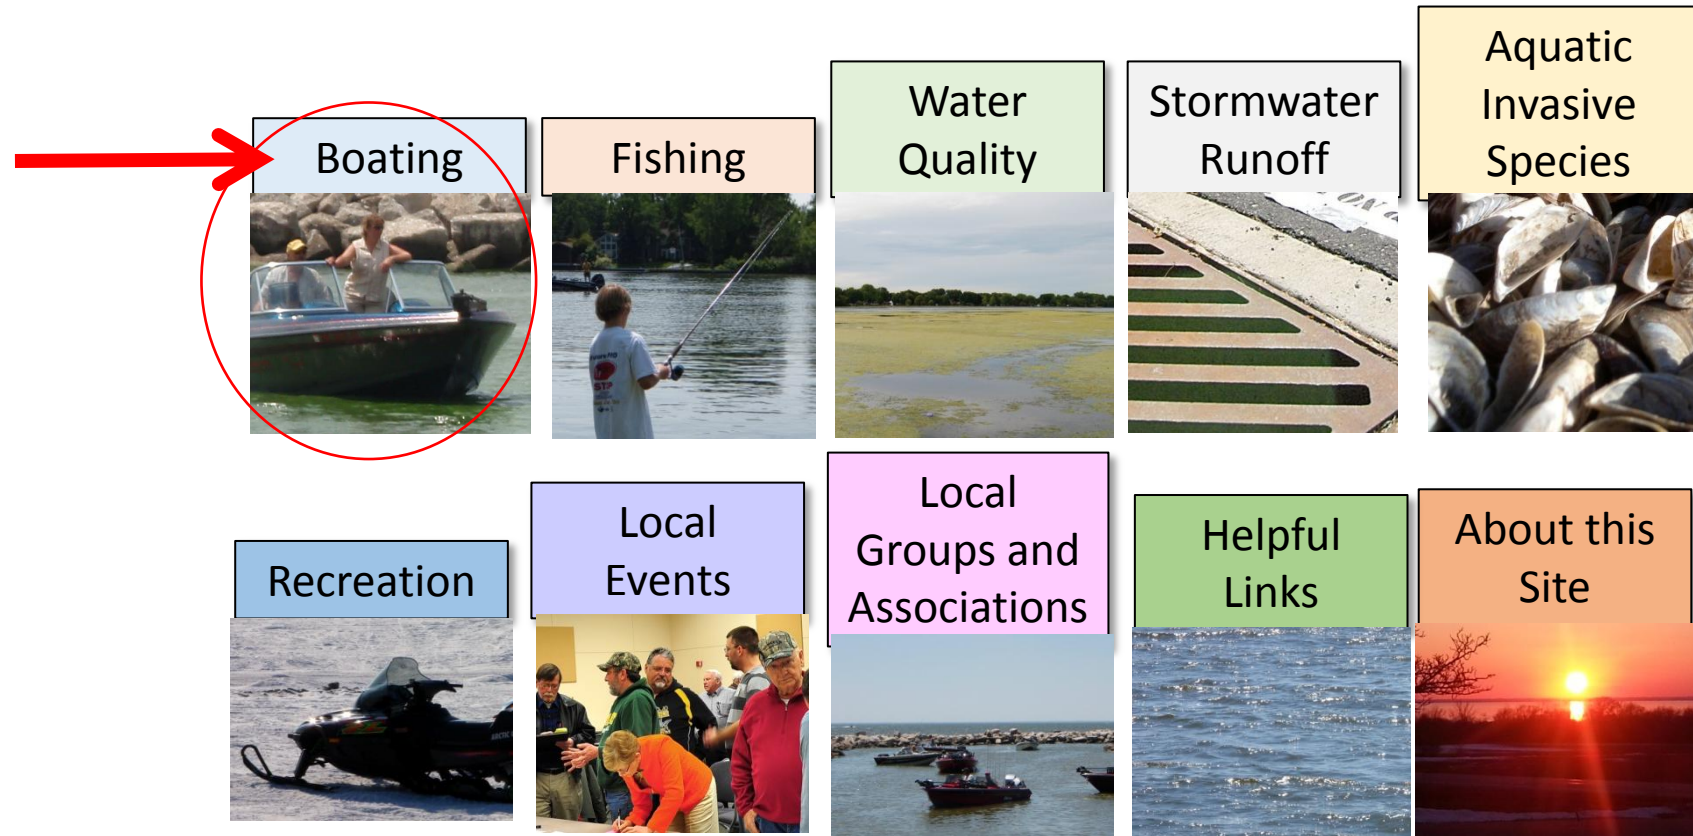 Boating
Fishing
Water
Quality
Stormwater
Runoff
Aquatic
Invasive
Species
Recreation
Local
Events
Local
Groups and
Associations
Helpful
Links
About this
Site